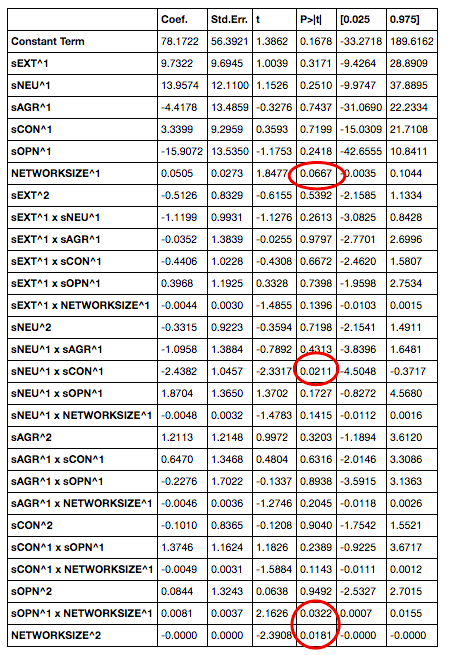 Coef. Std.Err. t P>|t| [0.025 0.975]
Constant Term 78.1722 56.3921 1.3862 0.1678 -33.2718 189.6162
sEXT^1 9.7322 9.6945 1.0039 0.3171 -9.4264 28.8909
sNEU^1 13.9574 12.1100 1.1526 0.2510 -9.9747 37.8895
sAGR^1 -4.4178 13.4859 -0.3276 0.7437 -31.0690 22.2334
sCON^1 3.3399 9.2959 0.3593 0.7199 -15.0309 21.7108
sOPN^1 -15.9072 13.5350 -1.1753 0.2418 -42.6555 10.8411
NETWORKSIZE^1 0.0505 0.0273 1.8477 0.0667 -0.0035 0.1044
sEXT^2 -0.5126 0.8329 -0.6155 0.5392 -2.1585 1.1334
sEXT^1 x sNEU^1 -1.1199 0.9931 -1.1276 0.2613 -3.0825 0.8428
sEXT^1 x sAGR^1 -0.0352 1.3839 -0.0255 0.9797 -2.7701 2.6996
sEXT^1 x sCON^1 -0.4406 1.0228 -0.4308 0.6672 -2.4620 1.5807
sEXT^1 x sOPN^1 0.3968 1.1925 0.3328 0.7398 -1.9598 2.7534
sEXT^1 x NETWORKSIZE^1 -0.0044 0.0030 -1.4855 0.1396 -0.0103 0.0015
sNEU^2 -0.3315 0.9223 -0.3594 0.7198 -2.1541 1.4911
sNEU^1 x sAGR^1 -1.0958 1.3884 -0.7892 0.4313 -3.8396 1.6481
sNEU^1 x sCON^1 -2.4382 1.0457 -2.3317 0.0211 -4.5048 -0.3717
sNEU^1 x sOPN^1 1.8704 1.3650 1.3702 0.1727 -0.8272 4.5680
sNEU^1 x NETWORKSIZE^1 -0.0048 0.0032 -1.4783 0.1415 -0.0112 0.0016
sAGR^2 1.2113 1.2148 0.9972 0.3203 -1.1894 3.6120
sAGR^1 x sCON^1 0.6470 1.3468 0.4804 0.6316 -2.0146 3.3086
sAGR^1 x sOPN^1 -0.2276 1.7022 -0.1337 0.8938 -3.5915 3.1363
sAGR^1 x NETWORKSIZE^1 -0.0046 0.0036 -1.2746 0.2045 -0.0118 0.0026
sCON^2 -0.1010 0.8365 -0.1208 0.9040 -1.7542 1.5521
sCON^1 x sOPN^1 1.3746 1.1624 1.1826 0.2389 -0.9225 3.6717
sCON^1 x NETWORKSIZE^1 -0.0049 0.0031 -1.5884 0.1143 -0.0111 0.0012
sOPN^2 0.0844 1.3243 0.0638 0.9492 -2.5327 2.7015
sOPN^1 x NETWORKSIZE^1 0.0081 0.0037 2.1626 0.0322 0.0007 0.0155
NETWORKSIZE^2 -0.0000 0.0000 -2.3908 0.0181 -0.0000 -0.0000